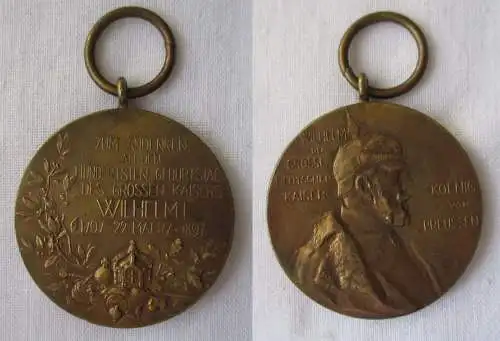 ZUM ANDENKEN
AN DEN
HUNDERTSTEN GEBURTSTAG
DES GROSSEN KAISERS
WILHELM I
1797 · 22 MAERZ · 1897
WILHELM
DER
GROSSE
DEUTSCHER
KAISER
KOENIG
VON
PREUSSEN